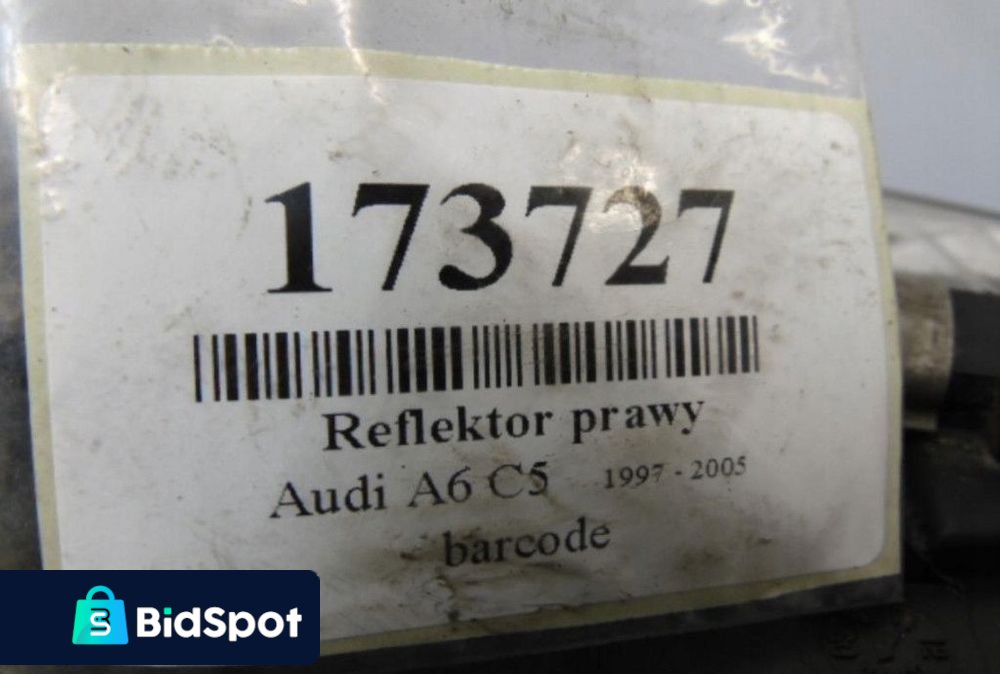 173727
Reflektor prawy
Audi A6 C5 1997 - 2005
barcode
BidSpot